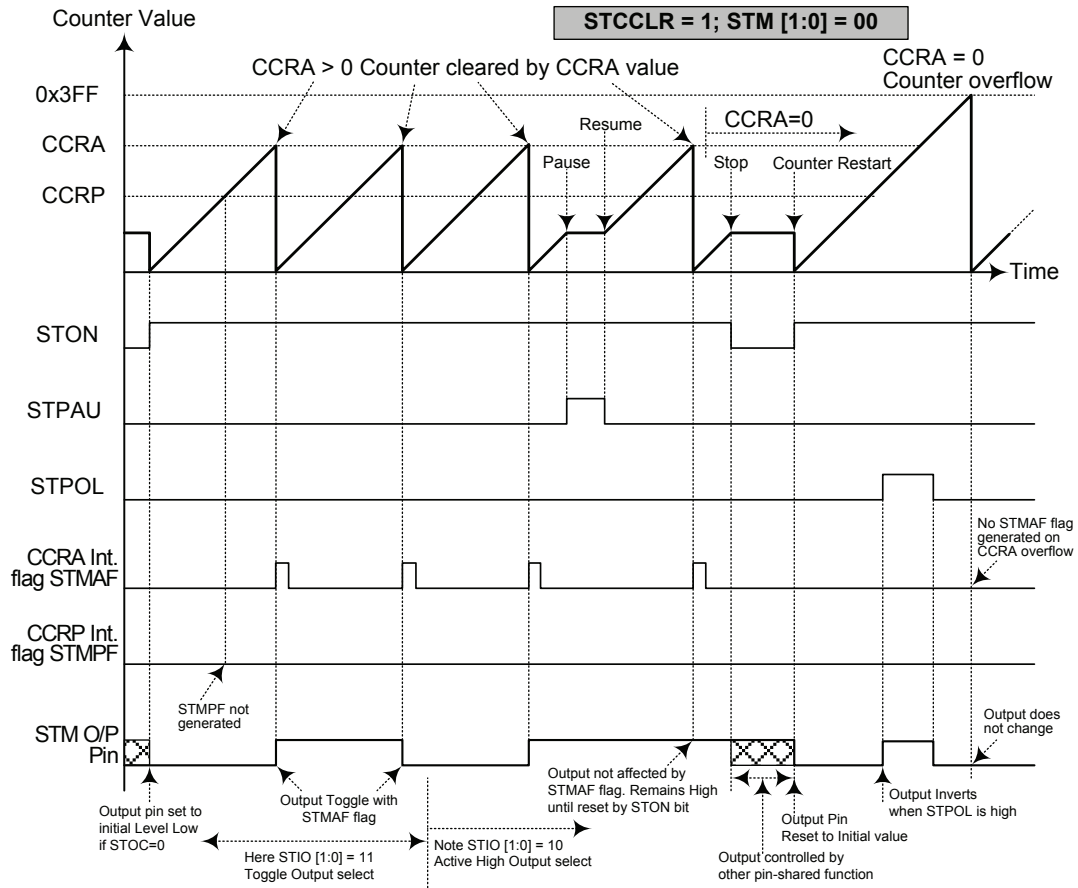 Counter Value
STCCLR = 1; STM [1:0] = 00
CCRA > 0 Counter cleared by CCRA value
CCRA = 0
Counter overflow
0x3FF
CCRA
CCRP
Pause
Resume
CCRA=0
Stop
Counter Restart
Time
STON
STPAU
STPOL
CCRA Int.
flag STMAF
No STMAF flag
generated on
CCRA overflow
CCRP Int.
flag STMPF
STMPF not
generated
STM O/P
Pin
Output does
not change
Output pin set to
initial Level Low
if STOC=0
Output Toggle with
STMAF flag
Here STIO [1:0] = 11
Toggle Output select
Note STIO [1:0] = 10
Active High Output select
Output not affected by
STMAF flag. Remains High
until reset by STON bit
Output controlled by
other pin-shared function
Output Pin
Reset to Initial value
Output Inverts
when STPOL is high